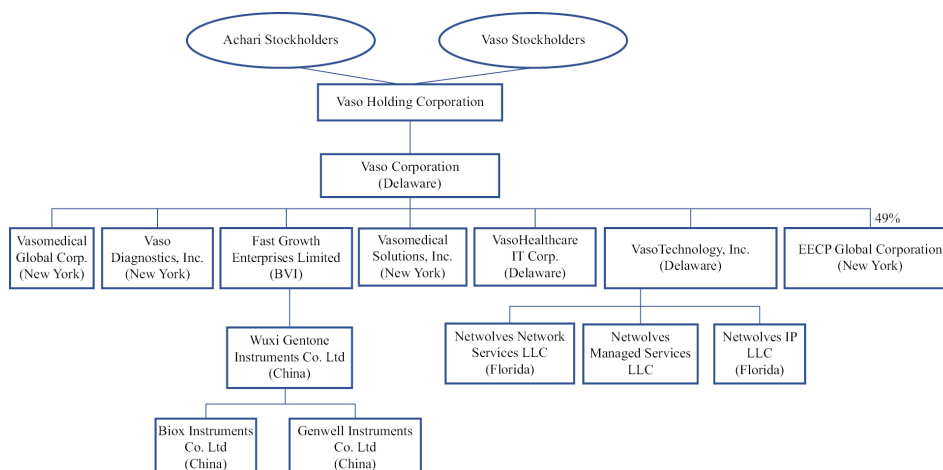 Achari Stockholders
Vaso Stockholders
Vaso Holding Corporation
Vaso Corporation
(Delaware)
49%
Vasomedical
Global Corp.
(New York)
Vaso
Diagnostics, Inc.
(New York)
Fast Growth
Enterprises Limited
(BVI)
Vasomedical
Solutions, Inc.
(New York)
VasoHealthcare
IT Corp.
(Delaware)
VasoTechnology, Inc.
(Delaware)
EECP Global Corporation
(New York)
Wuxi Gentone
Instruments Co. Ltd
(China)
Netwolves Network
Services LLC
(Florida)
Netwolves
Managed Services
LLC
Netwolves IP
LLC
(Florida)
Biox Instruments
Co. Ltd
(China)
Genwell Instruments
Co. Ltd
(China)